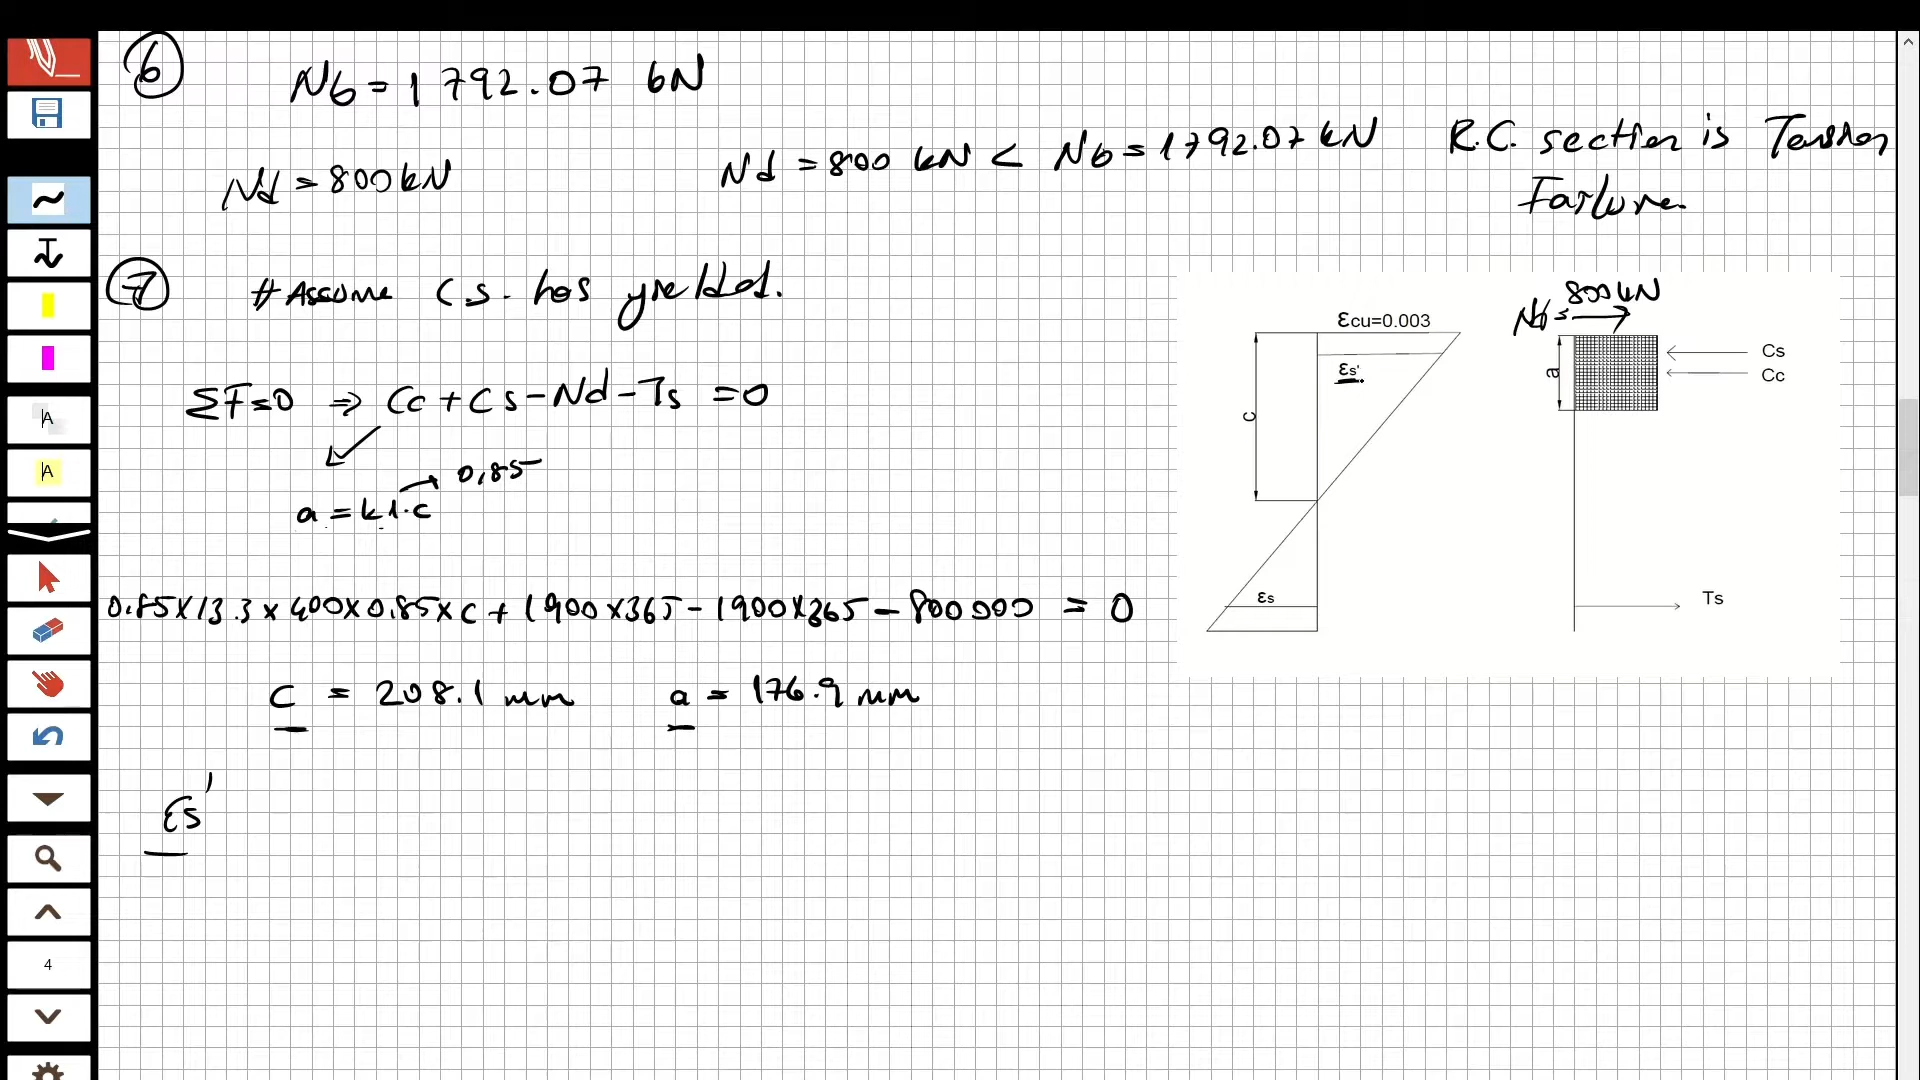 6
Nb = 1792.07 kN
Nd = 800 kN
Nd = 800 kN < Nb = 1792.07 kN R.C. section is Tension
Failure.
7
# Assume C.s. has yielded.
ΣF=0 ⇒ Cc + Cs - Nd - Ts = 0
0,85
a = k1.c
0.85x13.3x400x0.85xc + 1900x365 - 1900x365 - 800000 = 0
c = 208.1 mm a = 176.9 mm
εs'
800 kN
Nd =
εcu=0.003
εs'
c
εs
a
Cs
Cc
Ts
A
A
4